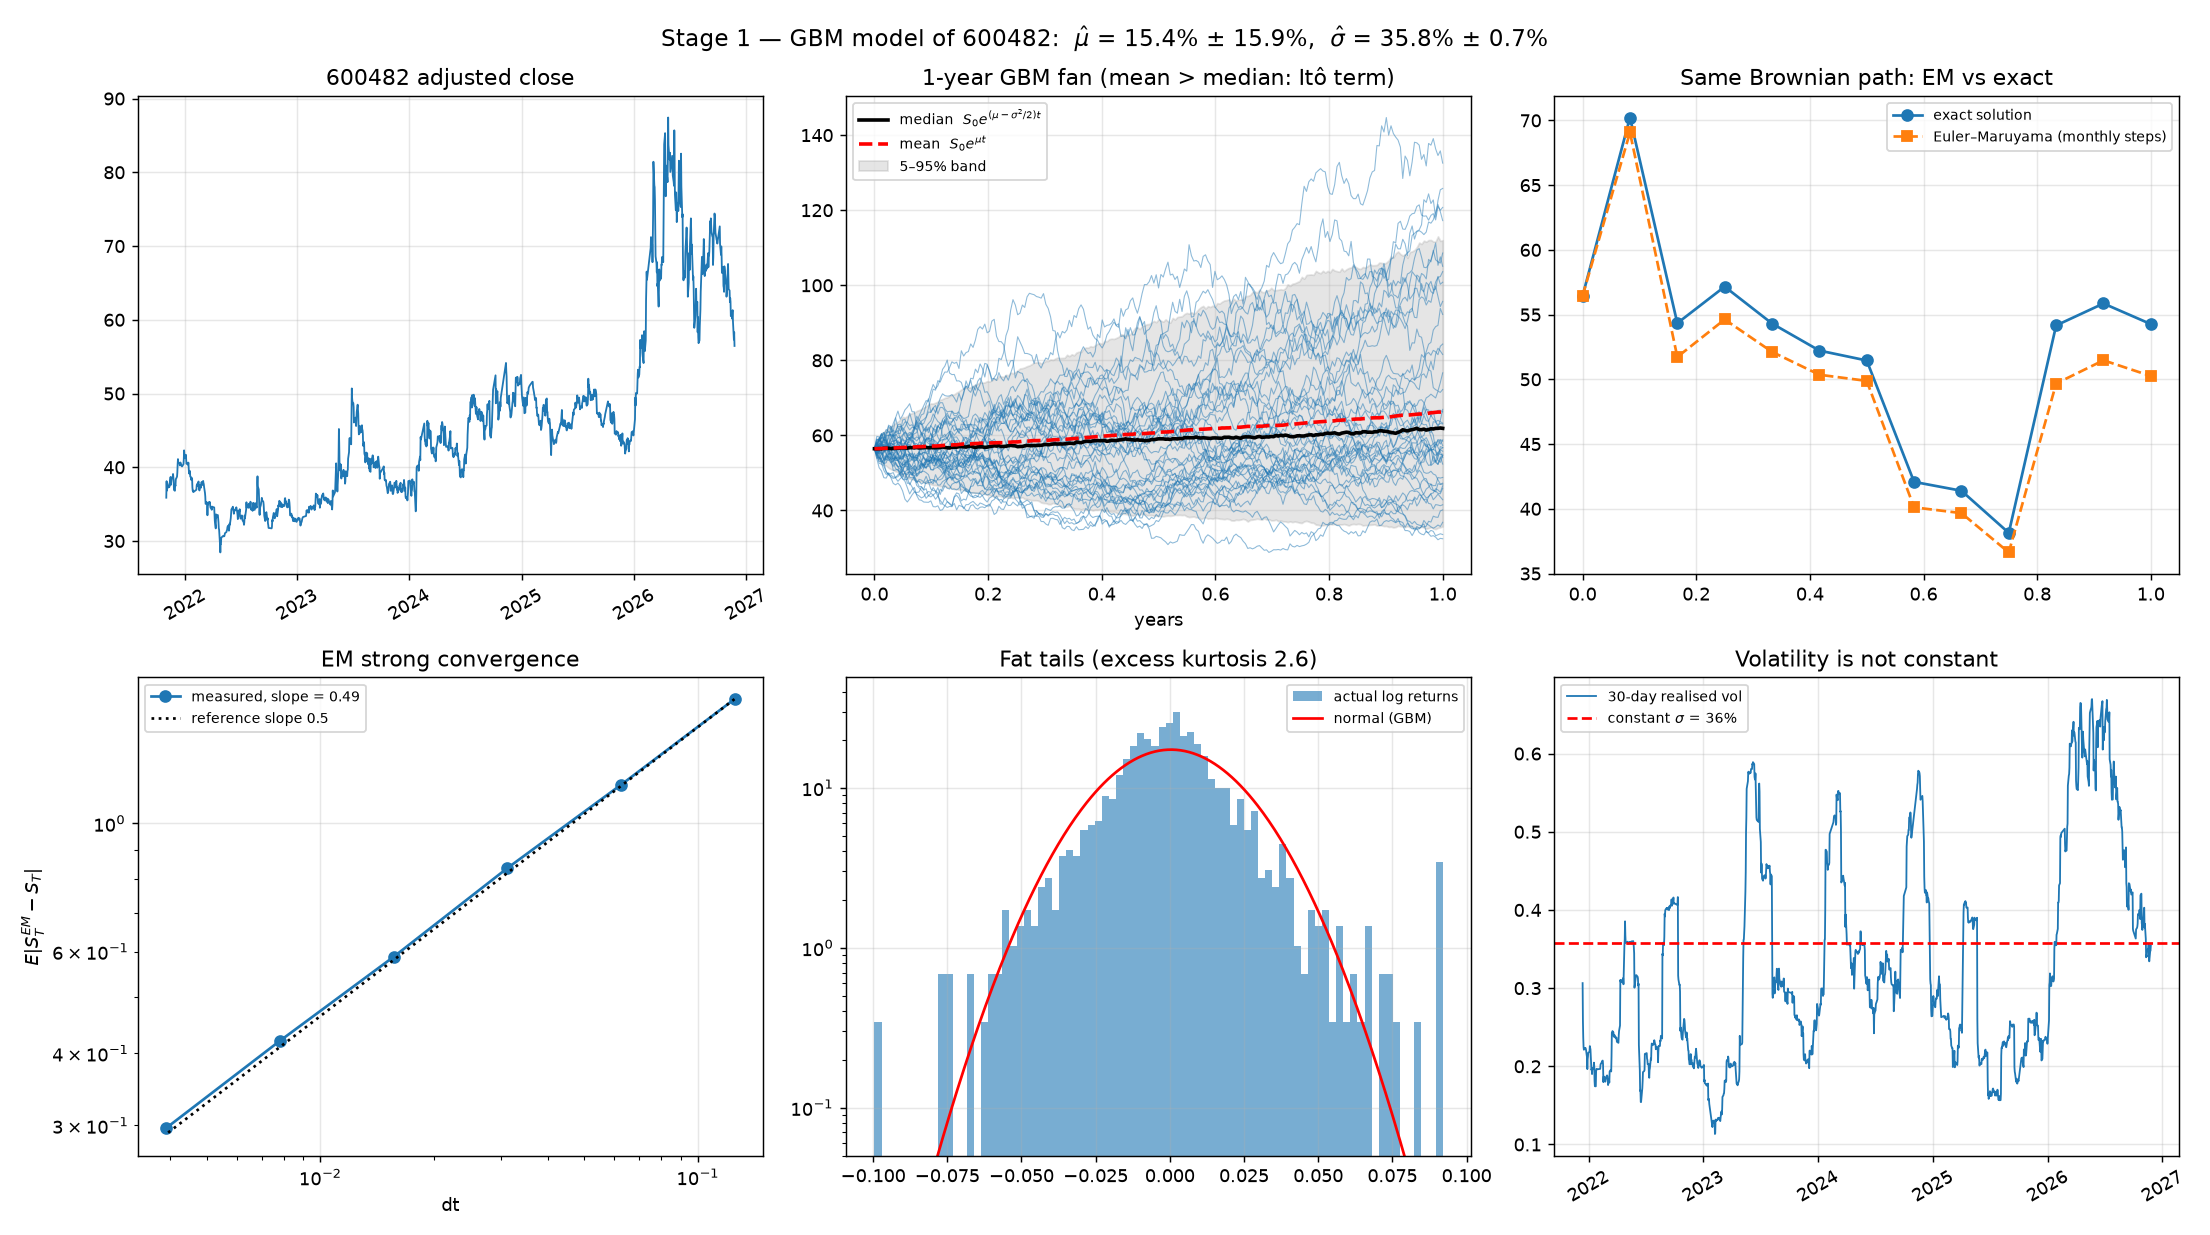 Stage 1 — GBM model of 600482:  μ̂ = 15.4% ± 15.9%,  σ̂ = 35.8% ± 0.7%
600482 adjusted close
90
80
70
60
50
40
30
2022
2023
2024
2025
2026
2027
1-year GBM fan (mean > median: Itô term)
median S₀e^{(μ−σ²/2)t}
mean S₀e^{μt}
5–95% band
140
120
100
80
60
40
0.0
0.2
0.4
0.6
0.8
1.0
years
Same Brownian path: EM vs exact
exact solution
Euler–Maruyama (monthly steps)
70
65
60
55
50
45
40
35
0.0
0.2
0.4
0.6
0.8
1.0
EM strong convergence
measured, slope = 0.49
reference slope 0.5
10⁰
6 × 10⁻¹
4 × 10⁻¹
3 × 10⁻¹
E|S_T^{EM} − S_T|
10⁻²
10⁻¹
dt
Fat tails (excess kurtosis 2.6)
actual log returns
normal (GBM)
10¹
10⁰
10⁻¹
−0.100
−0.075
−0.050
−0.025
0.000
0.025
0.050
0.075
0.100
Volatility is not constant
30-day realised vol
constant σ = 36%
0.6
0.5
0.4
0.3
0.2
0.1
2022
2023
2024
2025
2026
2027